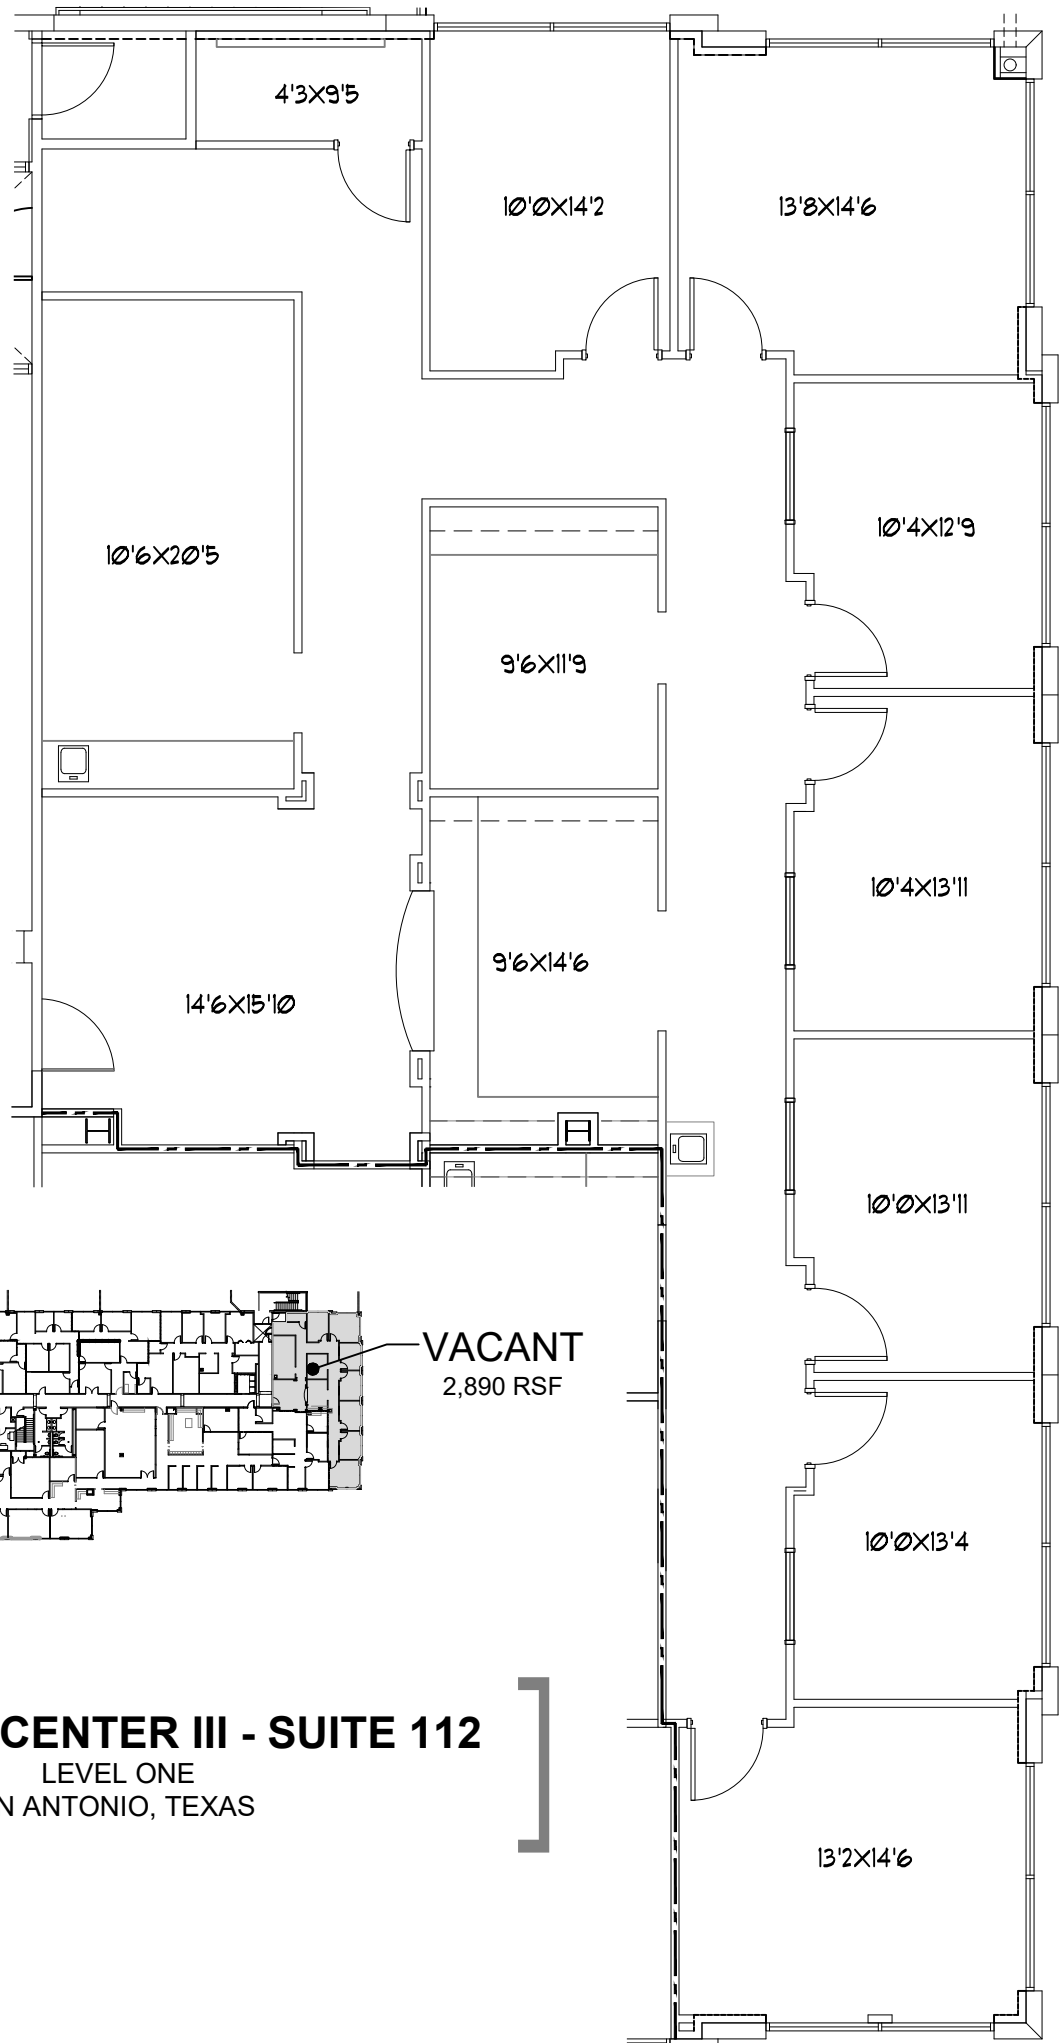 4'3X9'5
10'0X14'2
13'8X14'6
10'4X12'9
10'6X20'5
9'6X11'9
10'4X13'11
9'6X14'6
14'6X15'10
10'0X13'11
VACANT
2,890 RSF
10'0X13'4
CENTER III - SUITE 112
LEVEL ONE
N ANTONIO, TEXAS
13'2X14'6